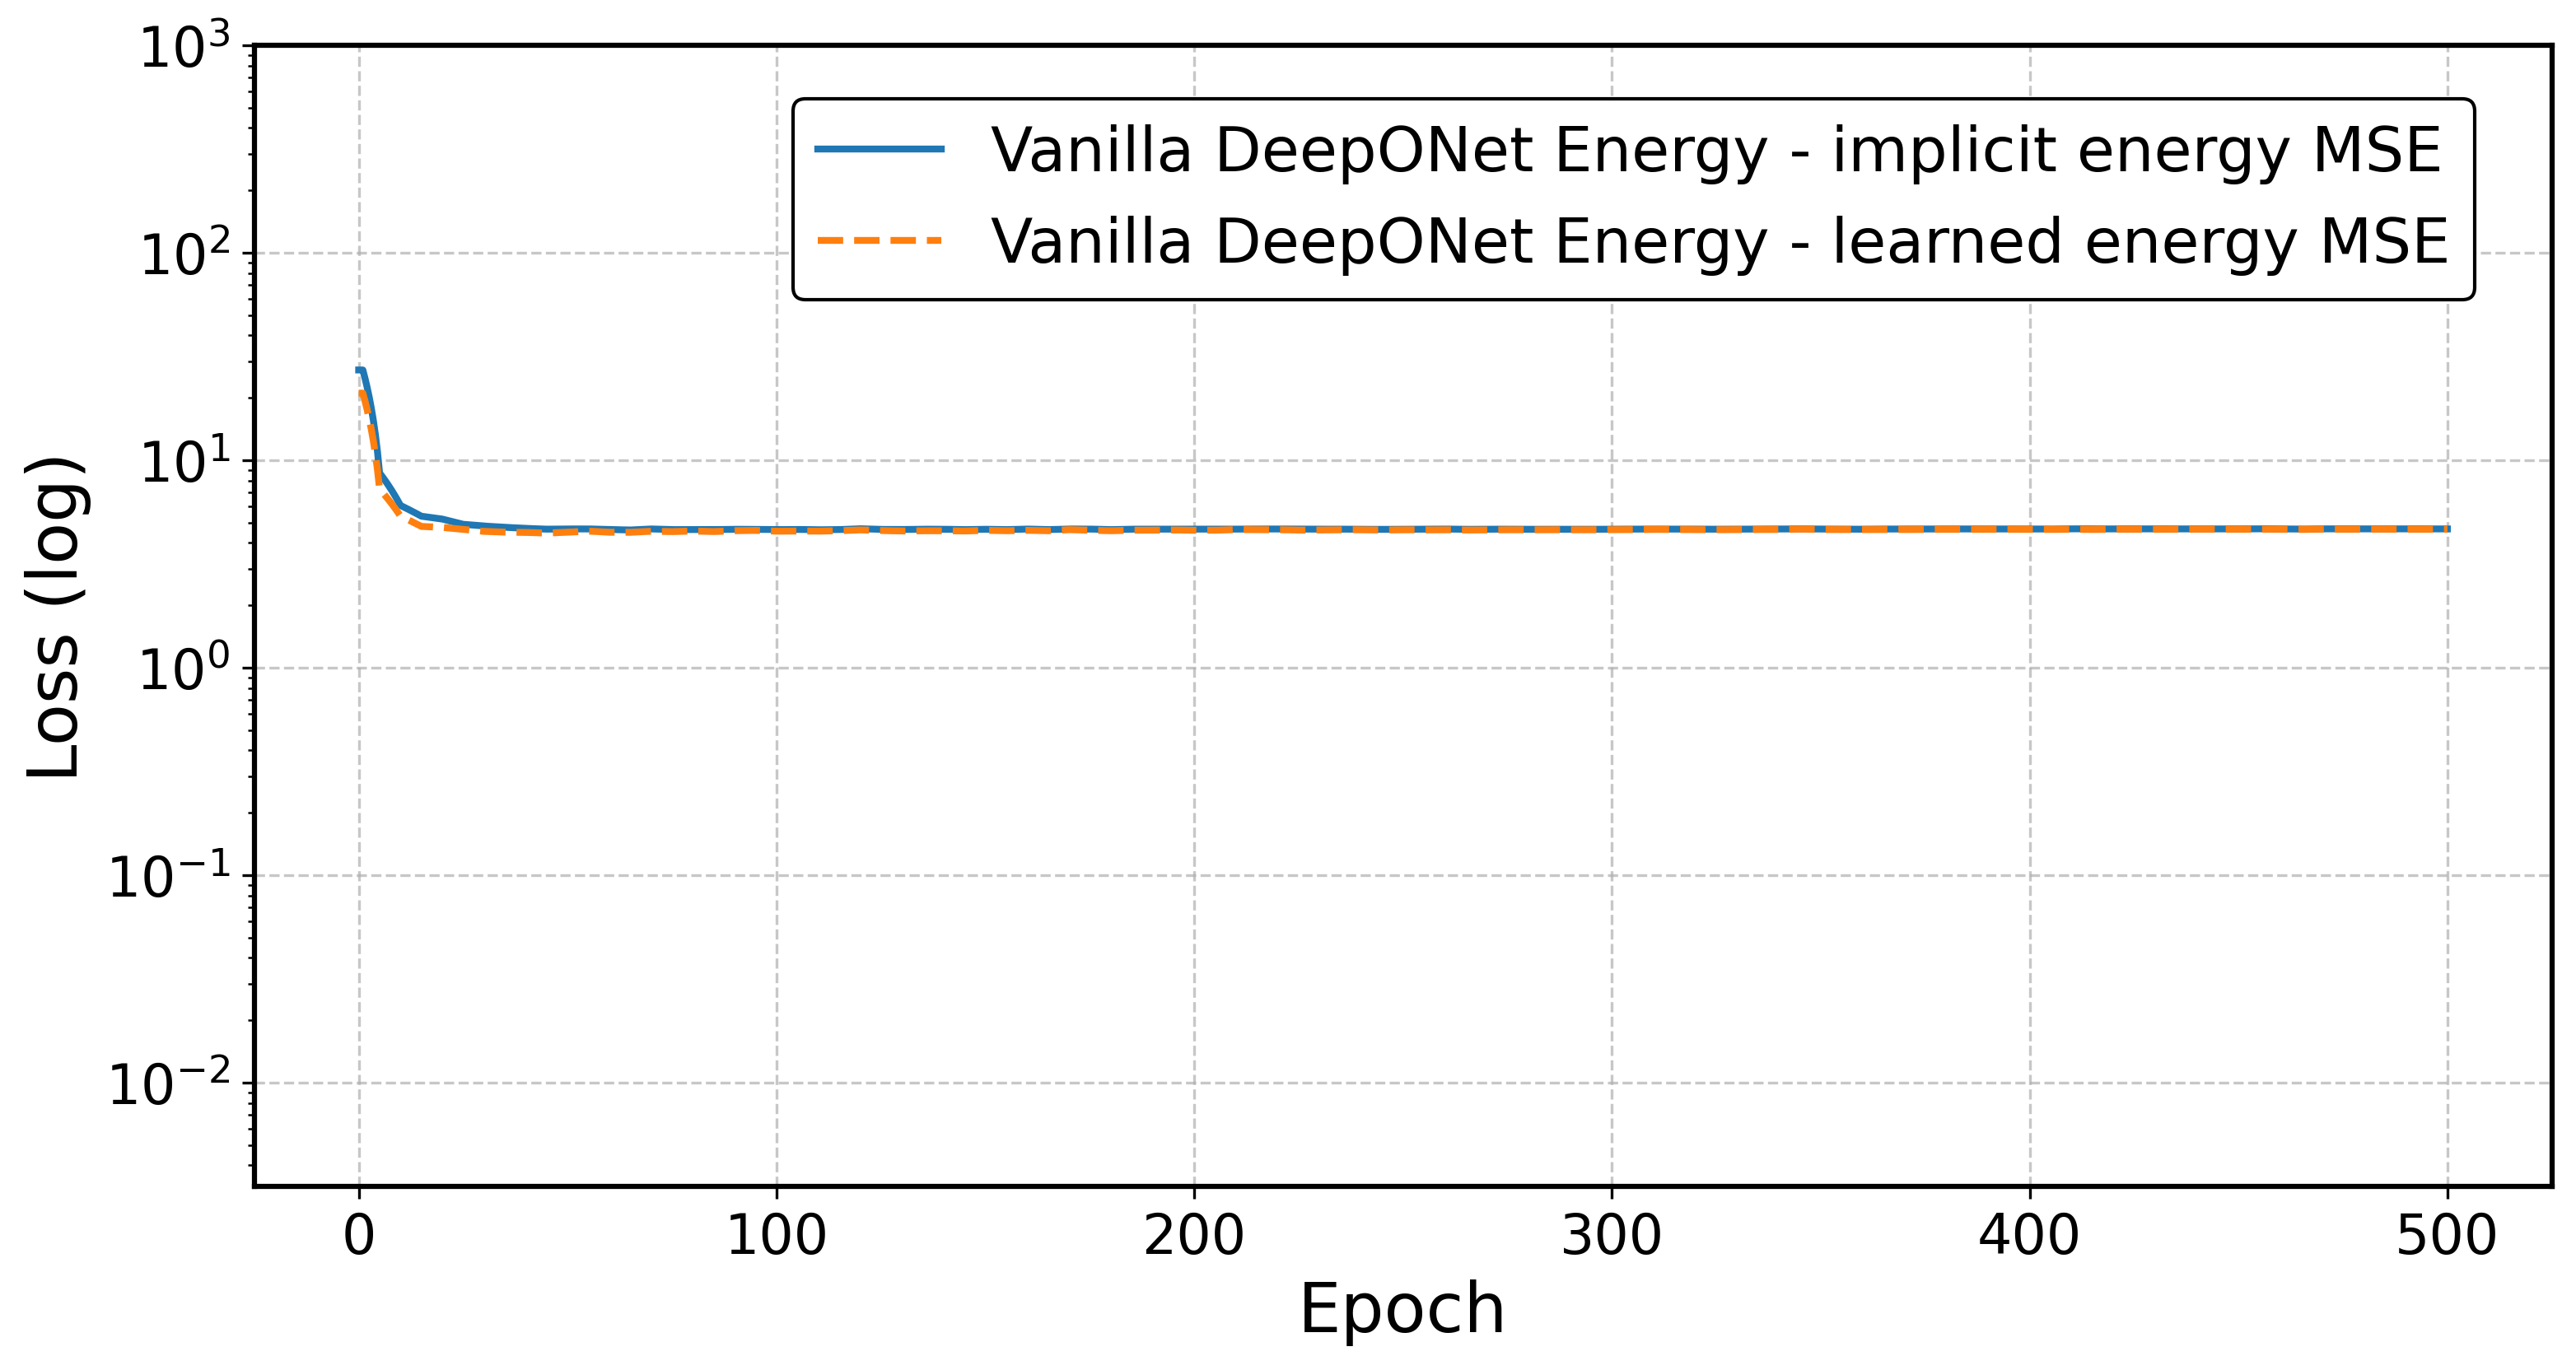 10³
10²
10¹
10⁰
10⁻¹
10⁻²
Loss (log)
Vanilla DeepONet Energy - implicit energy MSE
Vanilla DeepONet Energy - learned energy MSE
0 100 200 300 400 500
Epoch